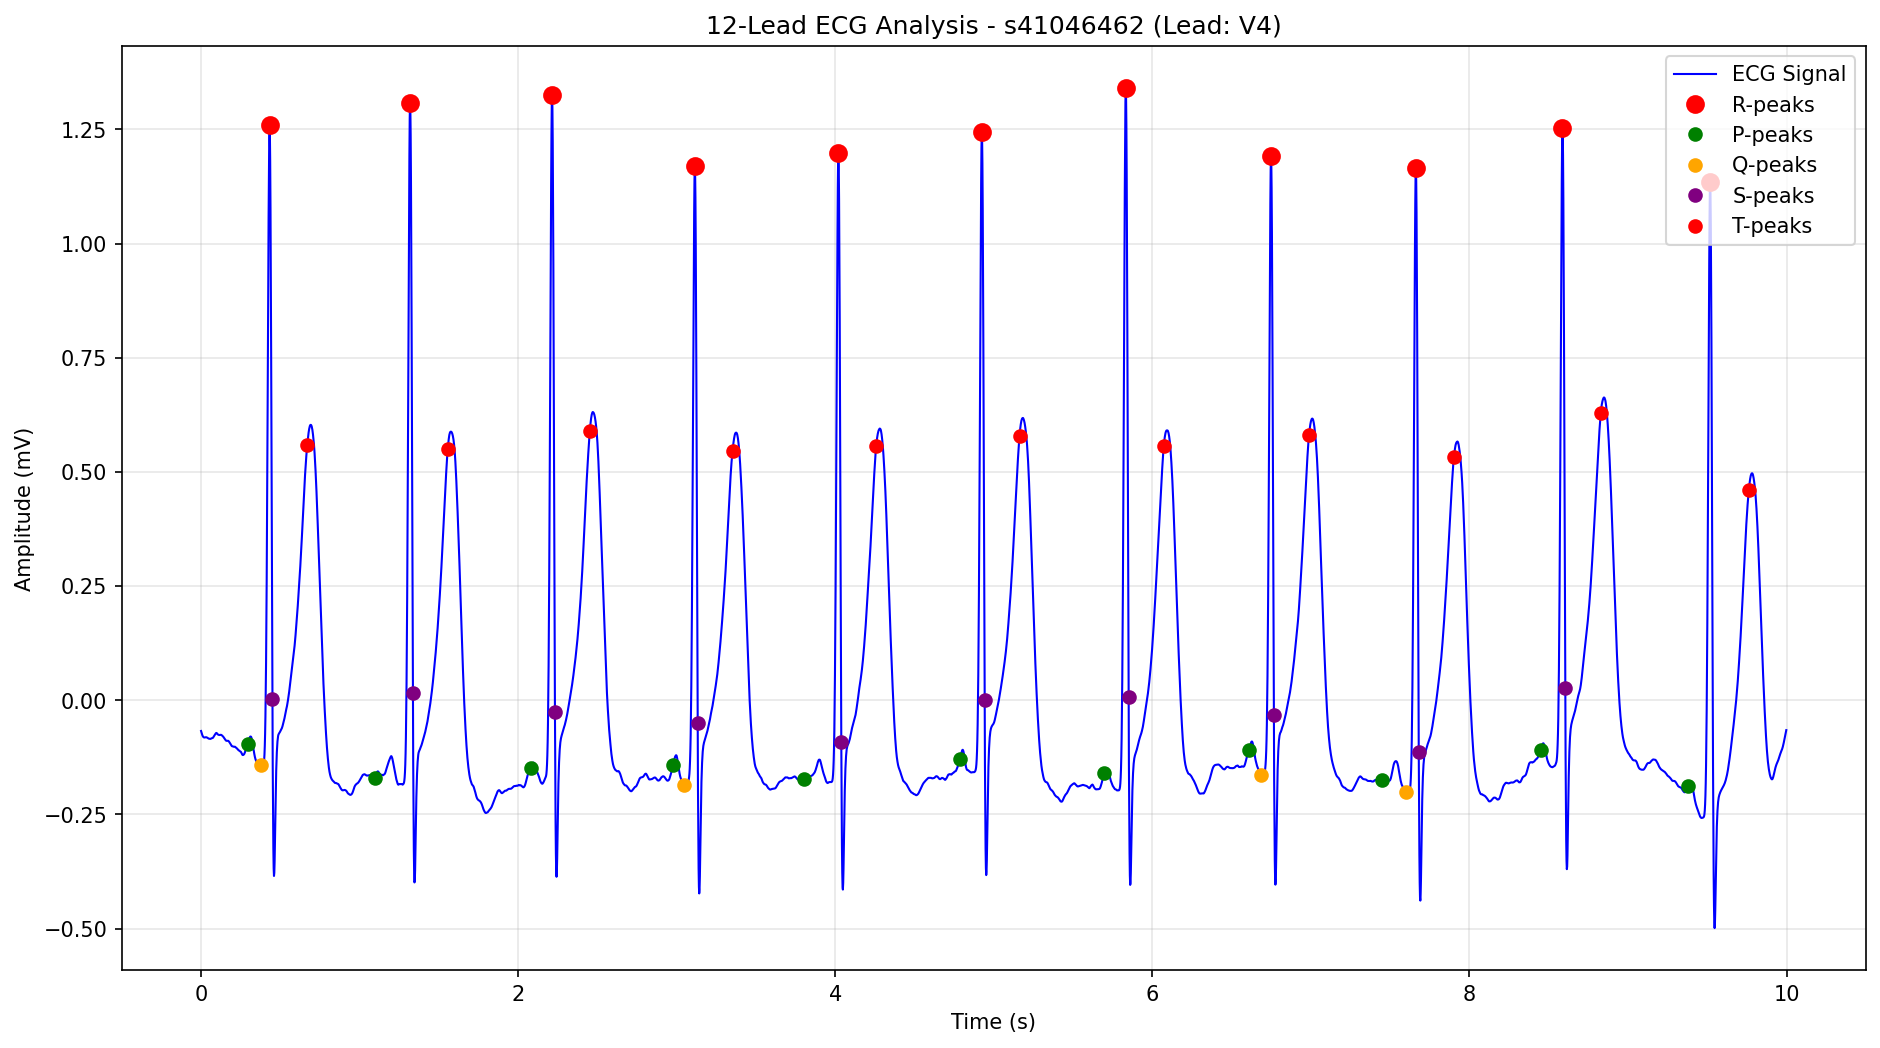 12-Lead ECG Analysis - s41046462 (Lead: V4)
ECG Signal
R-peaks
P-peaks
Q-peaks
S-peaks
T-peaks
Amplitude (mV)
1.25
1.00
0.75
0.50
0.25
0.00
−0.25
−0.50
0 2 4 6 8 10
Time (s)